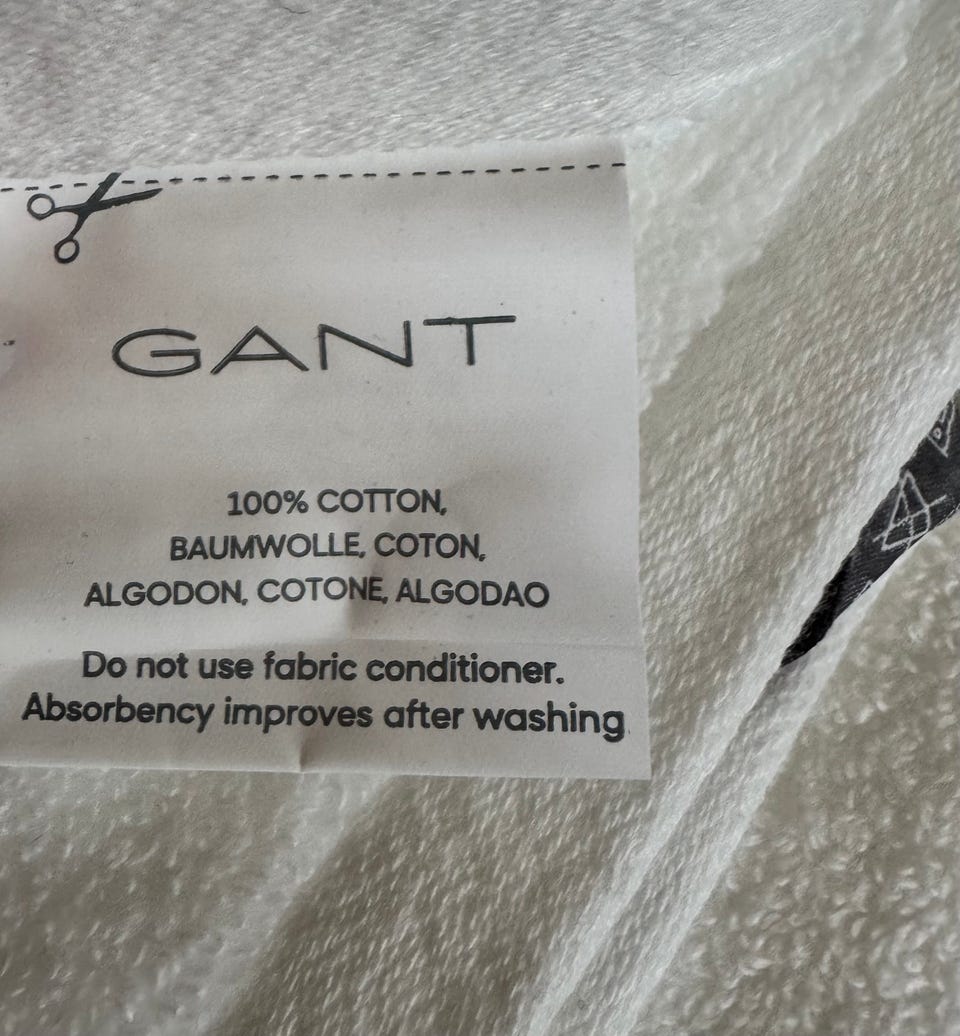 GANT
100% COTTON,
BAUMWOLLE, COTON,
ALGODON, COTONE, ALGODAO
Do not use fabric conditioner.
Absorbency improves after washing